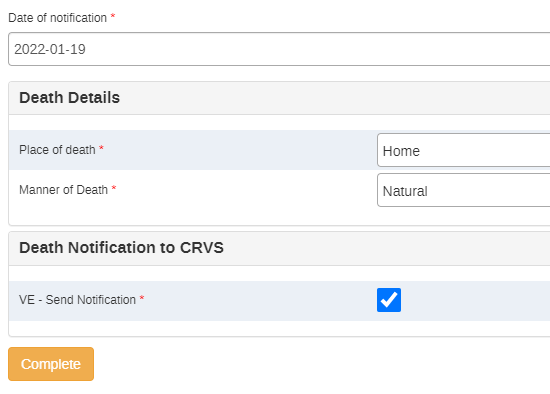 Date of notification *
2022-01-19
Death Details
Place of death * Home
Manner of Death * Natural
Death Notification to CRVS
VE - Send Notification *
Complete